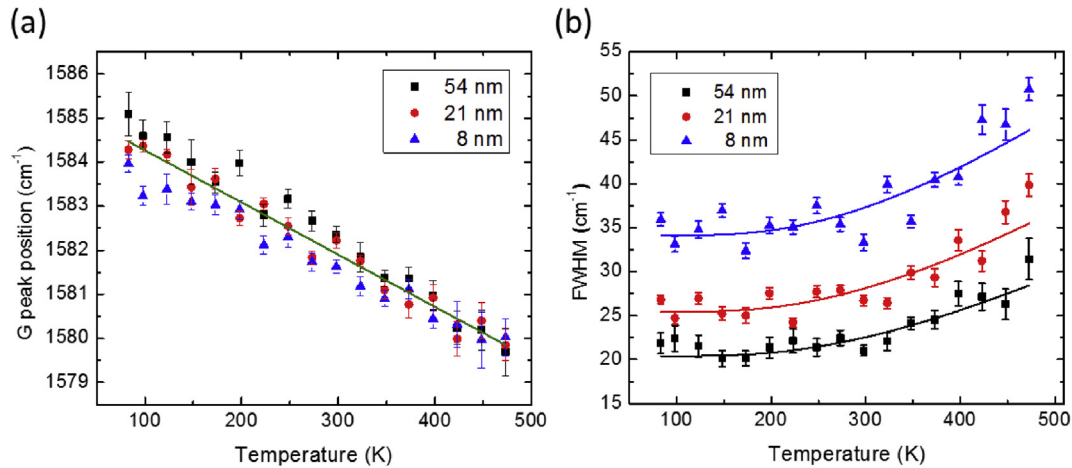 (a)
1586
1585
1584
1583
1582
1581
1580
1579
G peak position (cm⁻¹)
54 nm
21 nm
8 nm
100
200
300
400
500
Temperature (K)
(b)
55
50
45
40
35
30
25
20
15
FWHM (cm⁻¹)
54 nm
21 nm
8 nm
100
200
300
400
500
Temperature (K)